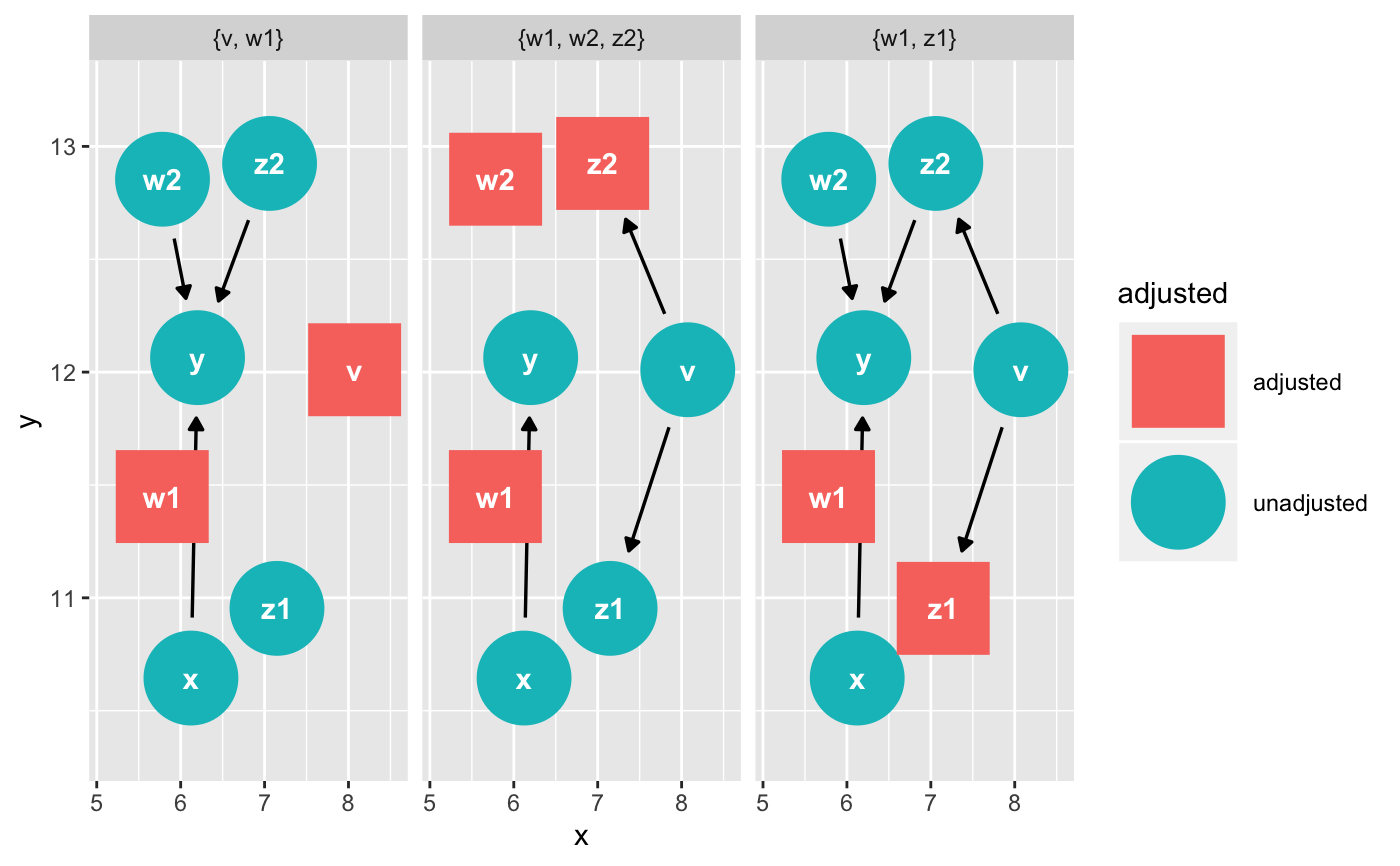 {v, w1}
{w1, w2, z2}
{w1, z1}
y
13
12
11
w2
z2
y
v
w1
z1
x
w2
z2
y
v
w1
z1
x
w2
z2
y
v
w1
z1
x
5 6 7 8
5 6 7 8
5 6 7 8
x
adjusted
adjusted
unadjusted